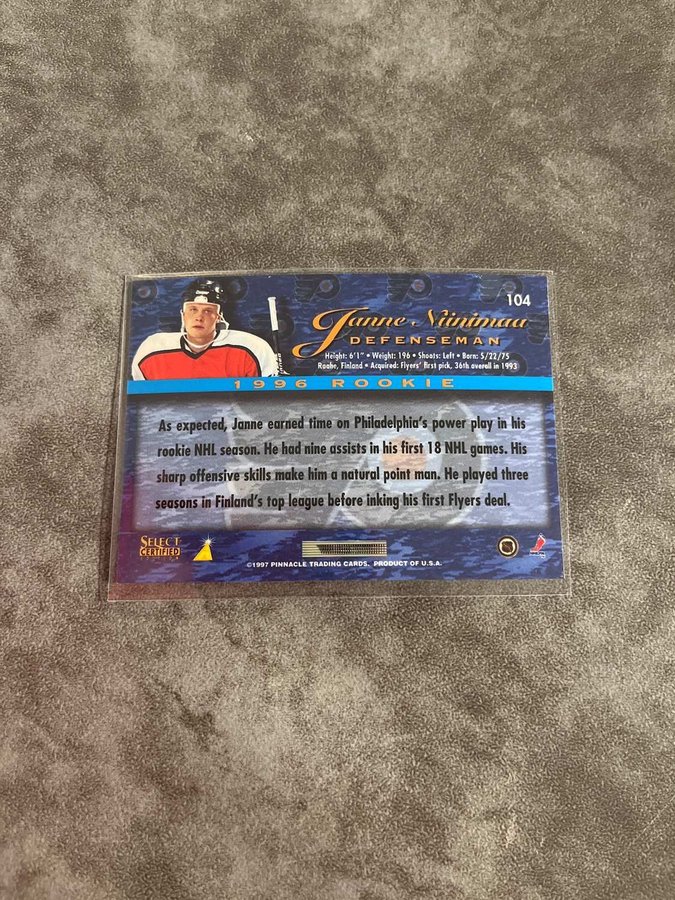 104
Janne Niinimaa
DEFENSEMAN
Height: 6'1" • Weight: 196 • Shoots: Left • Born: 5/22/75
Raahe, Finland • Acquired: Flyers' first pick, 36th overall in 1993
1996 ROOKIE
As expected, Janne earned time on Philadelphia's power play in his
rookie NHL season. He had nine assists in his first 18 NHL games. His
sharp offensive skills make him a natural point man. He played three
seasons in Finland's top league before inking his first Flyers deal.
SELECT
CERTIFIED
EDITION
©1997 PINNACLE TRADING CARDS. PRODUCT OF U.S.A.